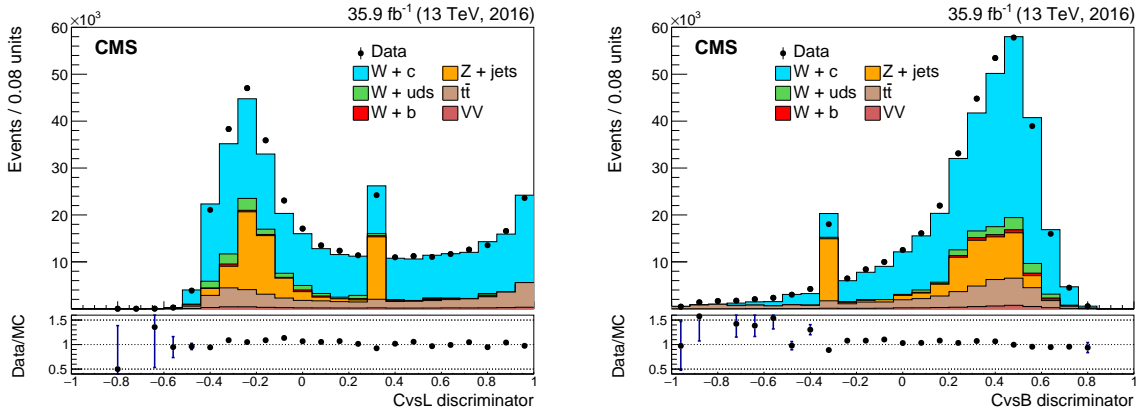 35.9 fb⁻¹ (13 TeV, 2016)
60 ×10³
CMS
Data
W + c
Z + jets
W + uds
tt̄
W + b
VV
Events / 0.08 units
50
40
30
20
10
0
Data/MC
1.5
1
0.5
−1 −0.8 −0.6 −0.4 −0.2 0 0.2 0.4 0.6 0.8 1
CvsL discriminator
35.9 fb⁻¹ (13 TeV, 2016)
60 ×10³
CMS
Data
W + c
Z + jets
W + uds
tt̄
W + b
VV
Events / 0.08 units
50
40
30
20
10
0
Data/MC
1.5
1
0.5
−1 −0.8 −0.6 −0.4 −0.2 0 0.2 0.4 0.6 0.8 1
CvsB discriminator